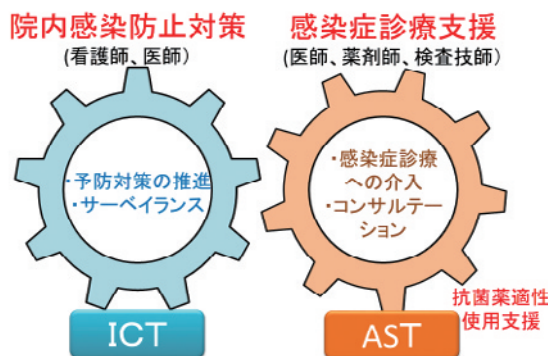 院内感染防止対策
(看護師、医師)
・予防対策の推進
・サーベイランス
ICT
感染症診療支援
(医師、薬剤師、検査技師)
・感染症診療
への介入
・コンサルテー
ション
AST
抗菌薬適性
使用支援